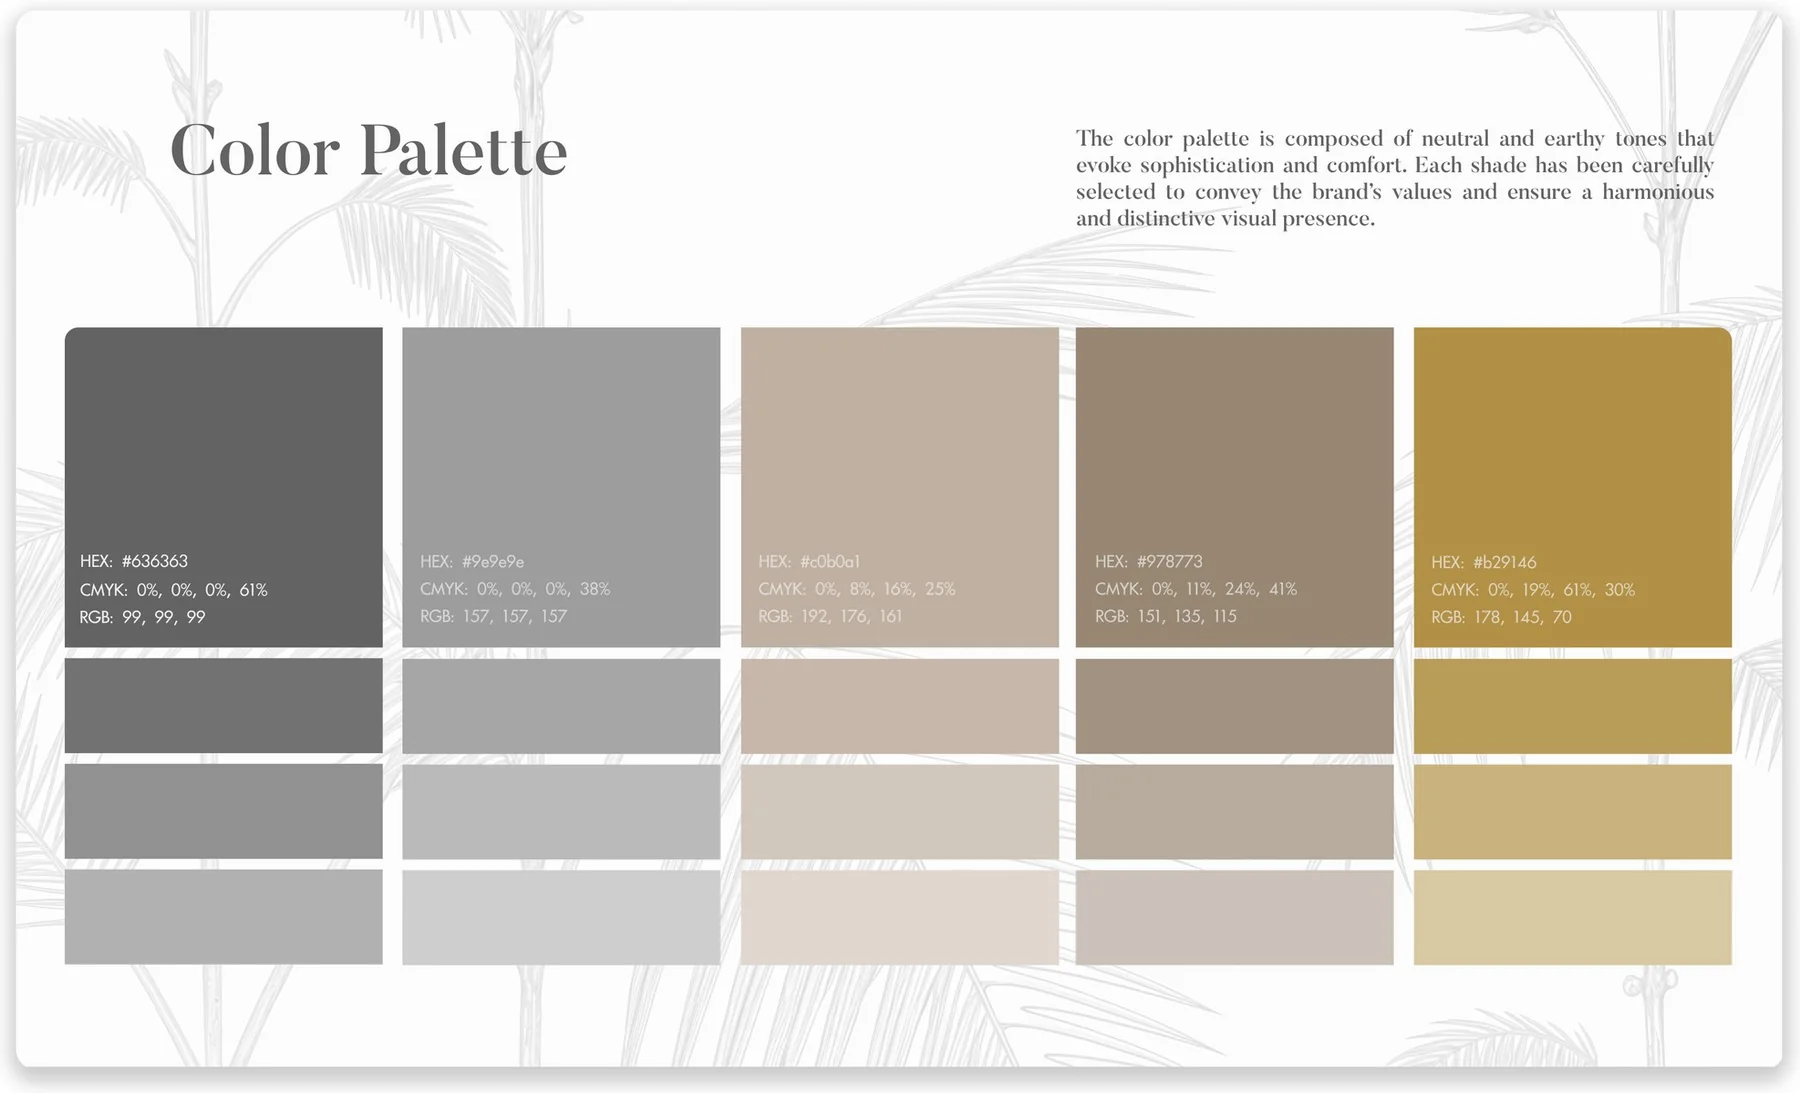 Color Palette
The color palette is composed of neutral and earthy tones that
evoke sophistication and comfort. Each shade has been carefully
selected to convey the brand's values and ensure a harmonious
and distinctive visual presence.
HEX: #636363
CMYK: 0%, 0%, 0%, 61%
RGB: 99, 99, 99
HEX: #9e9e9e
CMYK: 0%, 0%, 0%, 38%
RGB: 157, 157, 157
HEX: #c0b0a1
CMYK: 0%, 8%, 16%, 25%
RGB: 192, 176, 161
HEX: #978773
CMYK: 0%, 11%, 24%, 41%
RGB: 151, 135, 115
HEX: #b29146
CMYK: 0%, 19%, 61%, 30%
RGB: 178, 145, 70